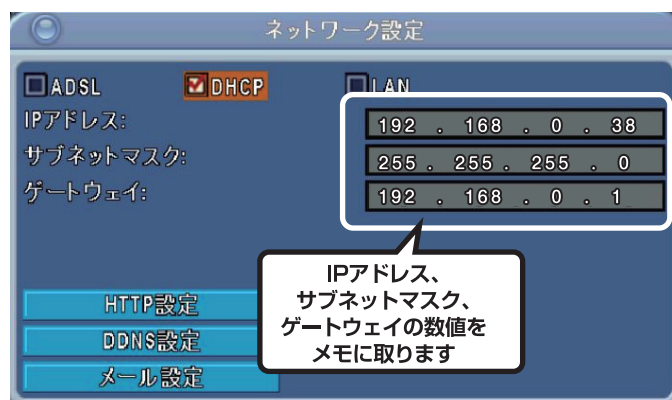 ネットワーク設定
ADSL DHCP LAN
IPアドレス: 192 . 168 . 0 . 38
サブネットマスク: 255 . 255 . 255 . 0
ゲートウェイ: 192 . 168 . 0 . 1
IPアドレス、
サブネットマスク、
ゲートウェイの数値を
メモに取ります
HTTP設定
DDNS設定
メール設定